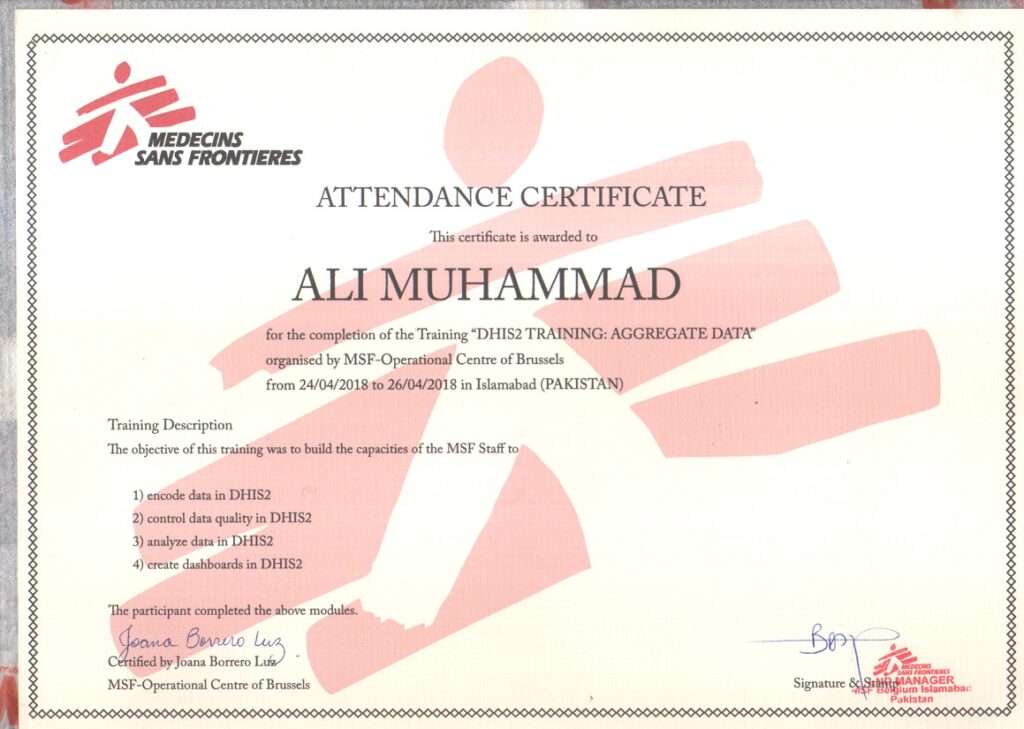 MEDECINS
SANS FRONTIERES
ATTENDANCE CERTIFICATE
This certificate is awarded to
ALI MUHAMMAD
for the completion of the Training “DHIS2 TRAINING: AGGREGATE DATA”
organised by MSF-Operational Centre of Brussels
from 24/04/2018 to 26/04/2018 in Islamabad (PAKISTAN)
Training Description
The objective of this training was to build the capacities of the MSF Staff to
1) encode data in DHIS2
2) control data quality in DHIS2
3) analyze data in DHIS2
4) create dashboards in DHIS2
The participant completed the above modules.
Joana Borrero Luz
Certified by Joana Borrero Luz
MSF-Operational Centre of Brussels
MEDECINS
SANS FRONTIERES
Signature & Stamp
MANAGER
MSF Belgium Islamabad
Pakistan